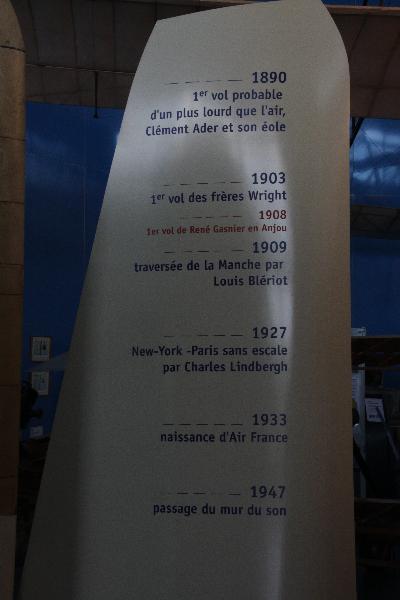 1890
1er vol probable
d'un plus lourd que l'air,
Clément Ader et son éole
1903
1er vol des frères Wright
1908
1er vol de René Gasnier en Anjou
1909
traversée de la Manche par
Louis Blériot
1927
New-York -Paris sans escale
par Charles Lindbergh
1933
naissance d'Air France
1947
passage du mur du son